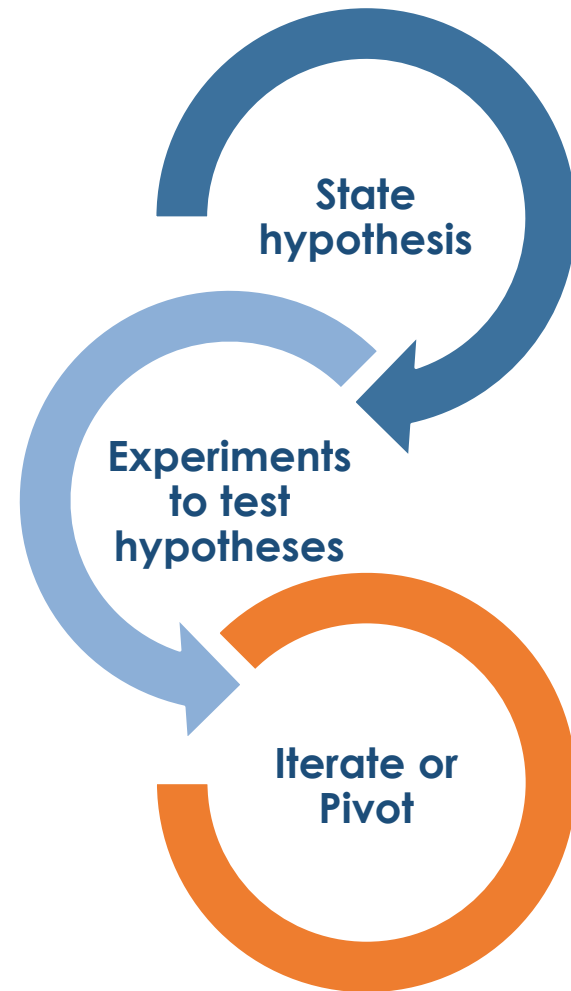 State
hypothesis
Experiments
to test
hypotheses
Iterate or
Pivot